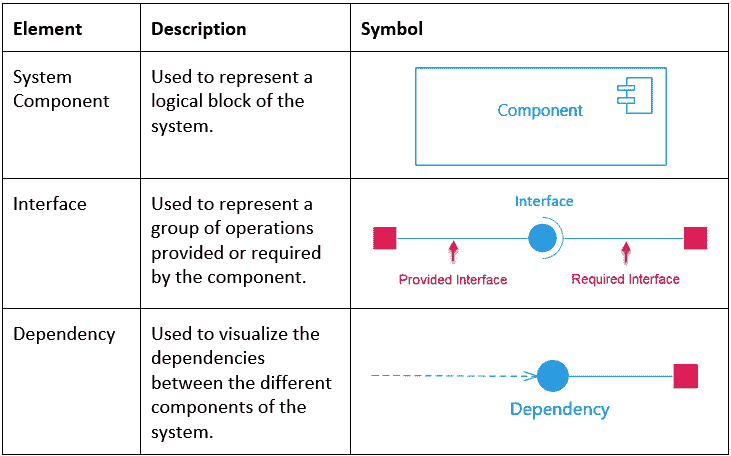 Element
Description
Symbol
System
Component
Used to represent a
logical block of the
system.
Component
Interface
Used to represent a
group of operations
provided or required
by the component.
Interface
Provided Interface
Required Interface
Dependency
Used to visualize the
dependencies
between the different
components of the
system.
Dependency